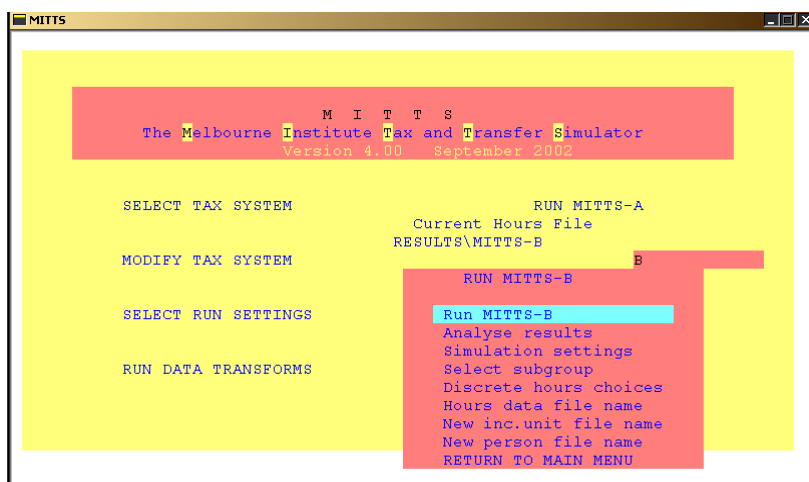 MITTS
M I T T S
The Melbourne Institute Tax and Transfer Simulator
Version 4.00 September 2002
SELECT TAX SYSTEM
RUN MITTS-A
Current Hours File
RESULTS\MITTS-B
MODIFY TAX SYSTEM
B
RUN MITTS-B
SELECT RUN SETTINGS
Run MITTS-B
Analyse results
Simulation settings
RUN DATA TRANSFORMS
Select subgroup
Discrete hours choices
Hours data file name
New inc.unit file name
New person file name
RETURN TO MAIN MENU